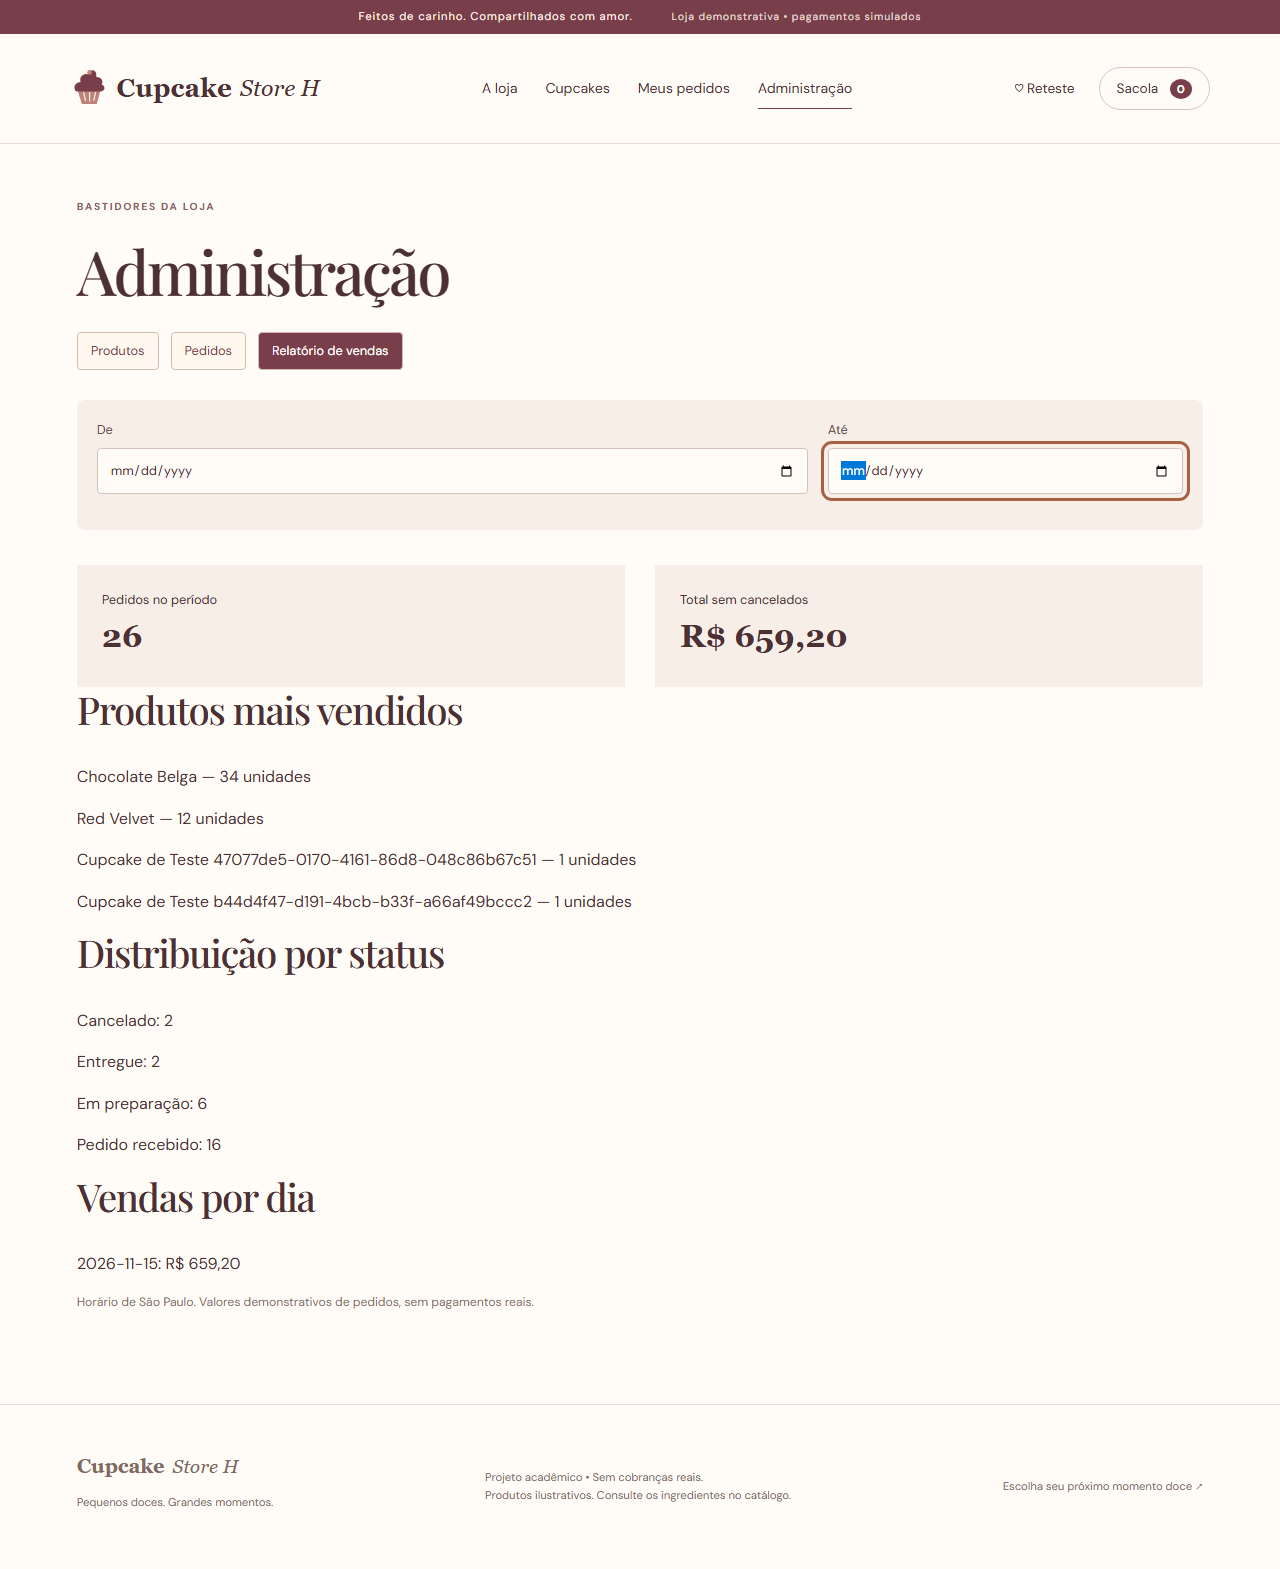 Feitos de carinho. Compartilhados com amor. Loja demonstrativa • pagamentos simulados
Cupcake Store H
A loja Cupcakes Meus pedidos Administração
♡ Reteste Sacola 0
BASTIDORES DA LOJA
Administração
Produtos Pedidos Relatório de vendas
De Até
mm/dd/yyyy mm/dd/yyyy
Pedidos no período Total sem cancelados
26 R$ 659,20
Produtos mais vendidos
Chocolate Belga — 34 unidades
Red Velvet — 12 unidades
Cupcake de Teste 47077de5-0170-4161-86d8-048c86b67c51 — 1 unidades
Cupcake de Teste b44d4f47-d191-4bcb-b33f-a66af49bccc2 — 1 unidades
Distribuição por status
Cancelado: 2
Entregue: 2
Em preparação: 6
Pedido recebido: 16
Vendas por dia
2026-11-15: R$ 659,20
Horário de São Paulo. Valores demonstrativos de pedidos, sem pagamentos reais.
Cupcake Store H
Pequenos doces. Grandes momentos.
Projeto acadêmico • Sem cobranças reais.
Produtos ilustrativos. Consulte os ingredientes no catálogo.
Escolha seu próximo momento doce ↗